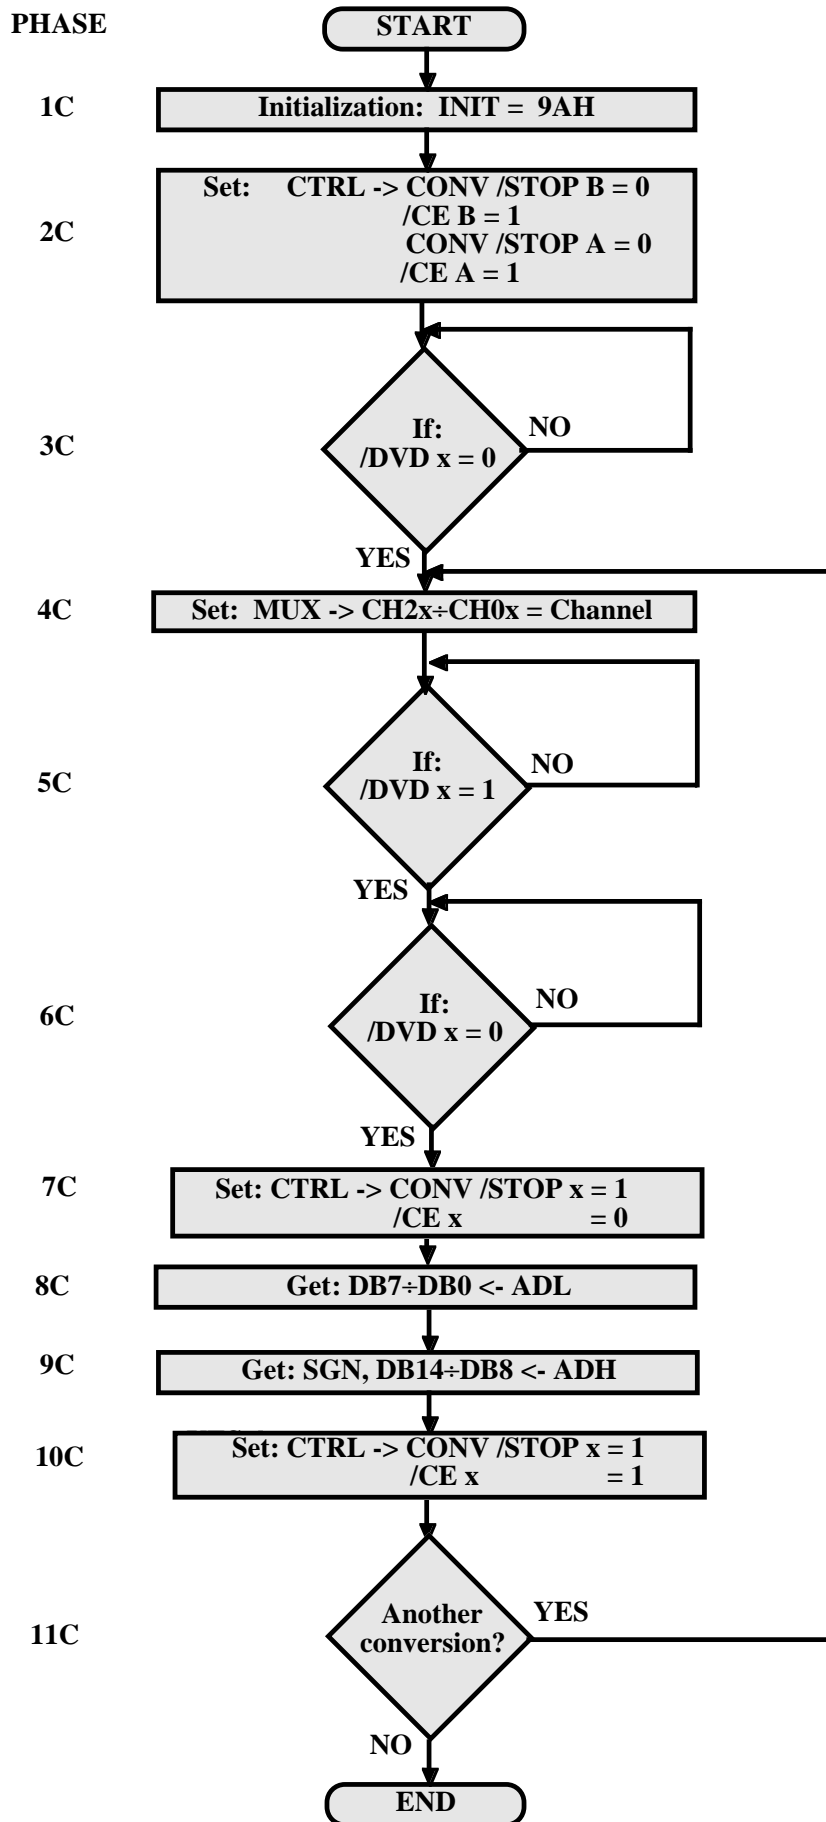 PHASE
START
1C
Initialization: INIT = 9AH
2C
Set: CTRL -> CONV /STOP B = 0
/CE B = 1
CONV /STOP A = 0
/CE A = 1
3C
If:
/DVD x = 0
NO
YES
4C
Set: MUX -> CH2x÷CH0x = Channel
5C
If:
/DVD x = 1
NO
YES
6C
If:
/DVD x = 0
NO
YES
7C
Set: CTRL -> CONV /STOP x = 1
/CE x = 0
8C
Get: DB7÷DB0 <- ADL
9C
Get: SGN, DB14÷DB8 <- ADH
10C
Set: CTRL -> CONV /STOP x = 1
/CE x = 1
11C
Another
conversion?
YES
NO
END